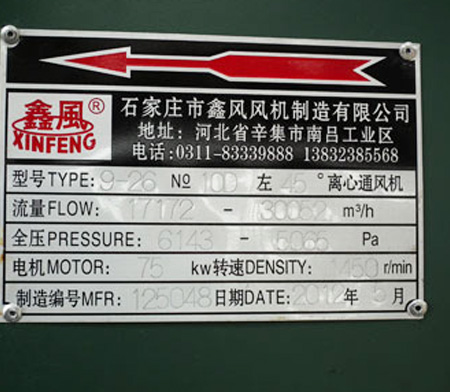 鑫風®
XINFENG
石家庄市鑫风风机制造有限公司
地址: 河北省辛集市南吕工业区
电话:0311-83339888 13832385568
型号TYPE: 9-26 No 10D 左 45°离心通风机
流量FLOW: 17172 - 30052 m³/h
全压PRESSURE: 6143 - 5065 Pa
电机MOTOR: 75 kw转速DENSITY: 1450 r/min
制造编号MFR: 125048 日期DATE: 2012 年 5 月